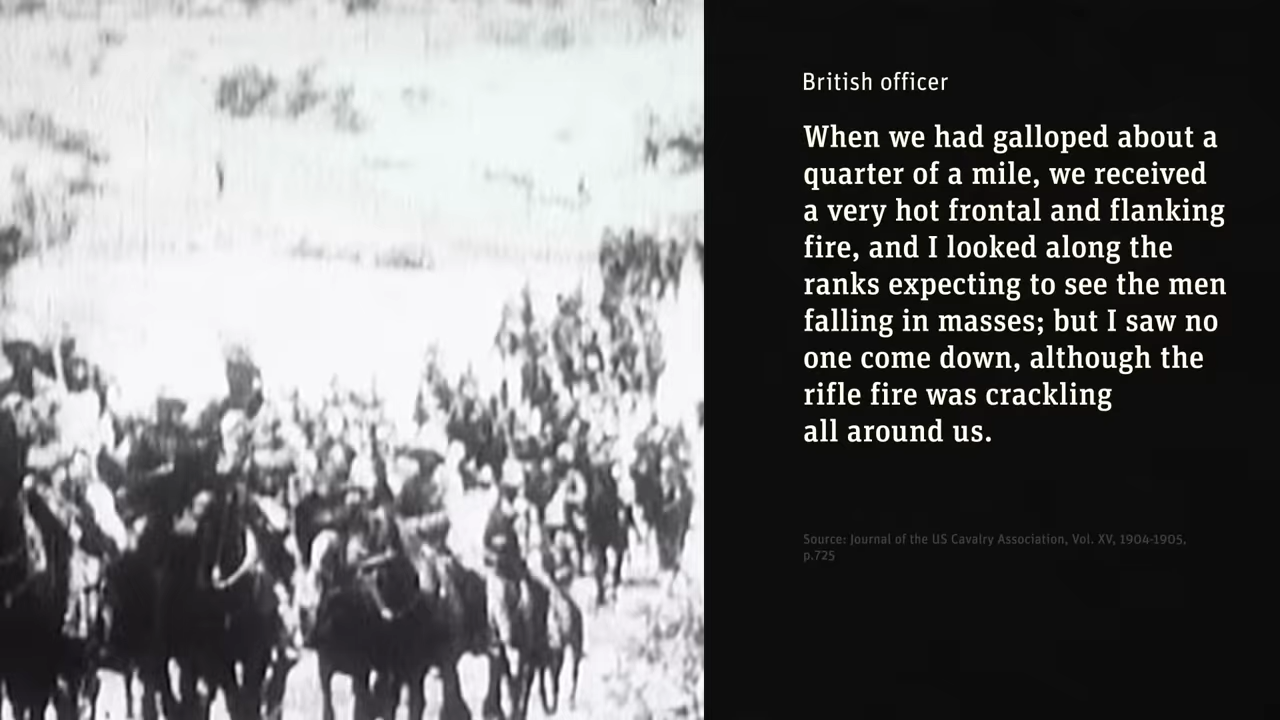 British officer
When we had galloped about a
quarter of a mile, we received
a very hot frontal and flanking
fire, and I looked along the
ranks expecting to see the men
falling in masses; but I saw no
one come down, although the
rifle fire was crackling
all around us.
Source: Journal of the US Cavalry Association, Vol. XV, 1904-1905,
p.725